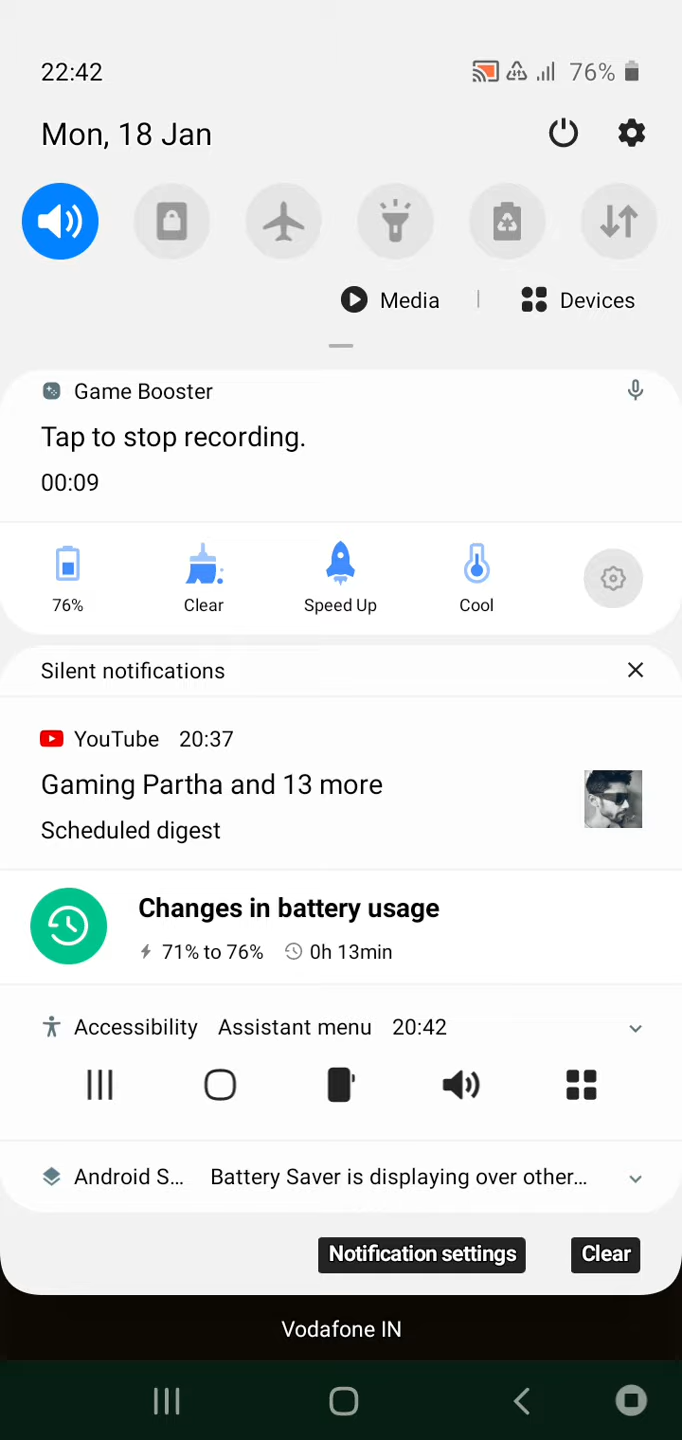 22:42 76%
Mon, 18 Jan
Media | Devices
Game Booster
Tap to stop recording.
00:09
76% Clear Speed Up Cool
Silent notifications
YouTube 20:37
Gaming Partha and 13 more
Scheduled digest
Changes in battery usage
71% to 76% 0h 13min
Accessibility Assistant menu 20:42
Android S... Battery Saver is displaying over other...
Notification settings Clear
Vodafone IN